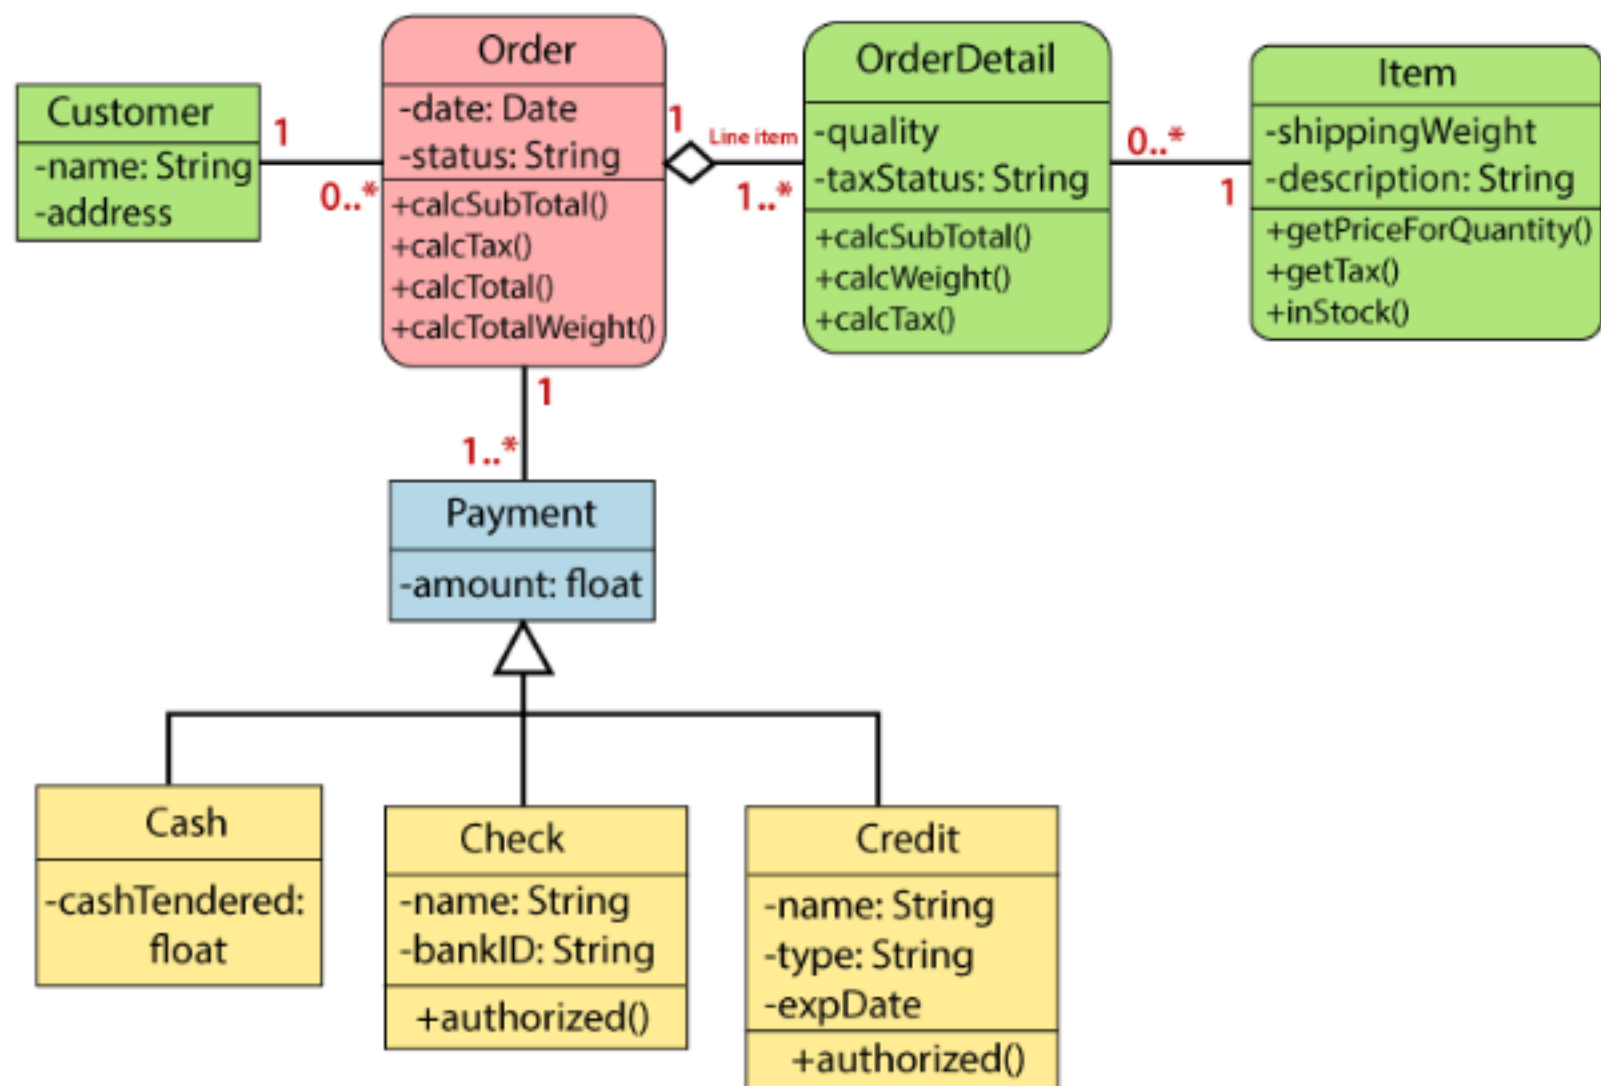 Customer
-name: String
-address
1
0..*
Order
-date: Date
-status: String
+calcSubTotal()
+calcTax()
+calcTotal()
+calcTotalWeight()
1
Line item
1..*
OrderDetail
-quality
-taxStatus: String
+calcSubTotal()
+calcWeight()
+calcTax()
0..*
1
Item
-shippingWeight
-description: String
+getPriceForQuantity()
+getTax()
+inStock()
1
1..*
Payment
-amount: float
Cash
-cashTendered:
float
Check
-name: String
-bankID: String
+authorized()
Credit
-name: String
-type: String
-expDate
+authorized()